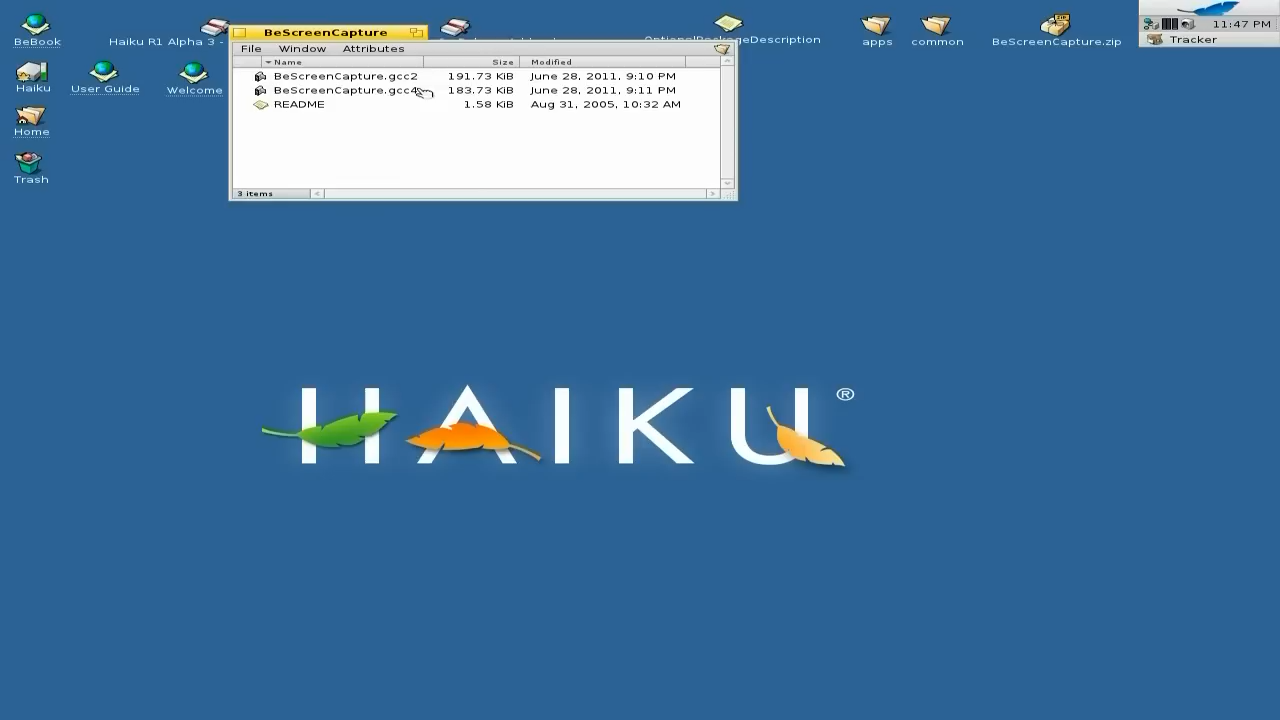 BeBook
Haiku R1 Alpha 3 -
OptionalPackageDescription
apps
common
BeScreenCapture.zip
11:47 PM
Tracker
Haiku
User Guide
Welcome
Home
Trash
BeScreenCapture
File Window Attributes
Name Size Modified
BeScreenCapture.gcc2 191.73 KiB June 28, 2011, 9:10 PM
BeScreenCapture.gcc4 183.73 KiB June 28, 2011, 9:11 PM
README 1.58 KiB Aug 31, 2005, 10:32 AM
3 items
HAIKU®